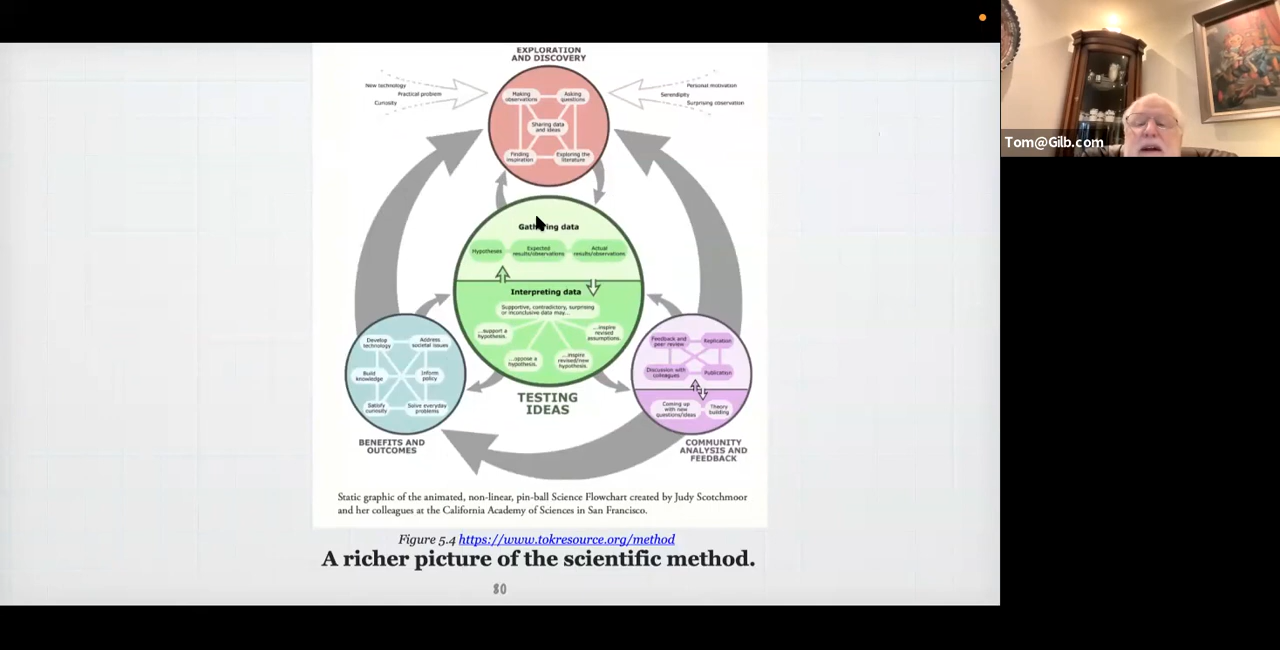 EXPLORATION
AND DISCOVERY
New technology
Practical problem
Curiosity
Personal motivation
Serendipity
Surprising observation
Making
observations
Asking
questions
Sharing data
and ideas
Finding
inspiration
Exploring the
literature
Gathering data
Hypotheses
Expected
results/observations
Actual
results/observations
Interpreting data
Supportive, contradictory, surprising
or inconclusive data may...
...support a
hypothesis.
...inspire
revised
assumptions.
...oppose a
hypothesis.
...inspire
revised/new
hypothesis.
TESTING
IDEAS
Develop
technology
Address
societal issues
Build
knowledge
Inform
policy
Satisfy
curiosity
Solve everyday
problems
BENEFITS AND
OUTCOMES
Feedback and
peer review
Replication
Discussion with
colleagues
Publication
Coming up
with new
questions/ideas
Theory
building
COMMUNITY
ANALYSIS AND
FEEDBACK
Static graphic of the animated, non-linear, pin-ball Science Flowchart created by Judy Scotchmoor
and her colleagues at the California Academy of Sciences in San Francisco.
Figure 5.4 https://www.tokresource.org/method
A richer picture of the scientific method.
80
Tom@Gilb.com